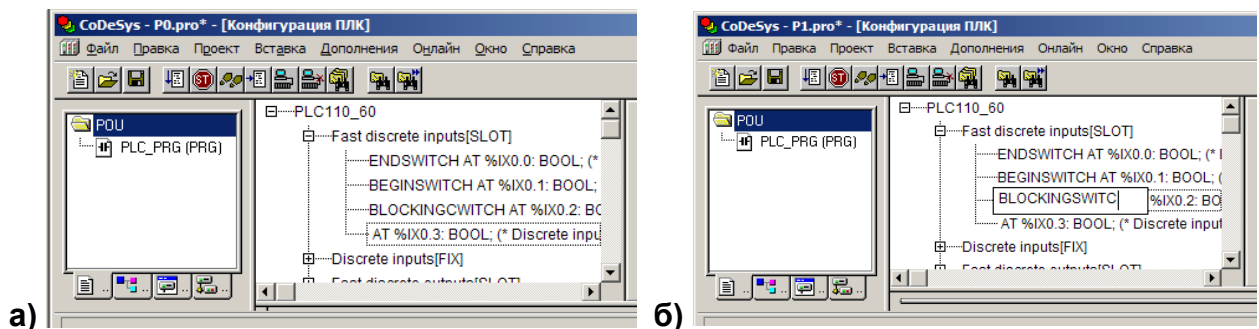 CoDeSys - P0.pro* - [Конфигурация ПЛК]
Файл Правка Проект Вставка Дополнения Онлайн Окно Справка
POU
PLC_PRG (PRG)
PLC110_60
Fast discrete inputs[SLOT]
ENDSWITCH AT %IX0.0: BOOL; (*
BEGINSWITCH AT %IX0.1: BOOL;
BLOCKINGCWITCH AT %IX0.2: BO
AT %IX0.3: BOOL; (* Discrete inpu
Discrete inputs[FIX]
Fast discrete outputs[SLOT]
а)
CoDeSys - P1.pro* - [Конфигурация ПЛК]
Файл Правка Проект Вставка Дополнения Онлайн Окно Справка
POU
PLC_PRG (PRG)
PLC110_60
Fast discrete inputs[SLOT]
ENDSWITCH AT %IX0.0: BOOL; (*
BEGINSWITCH AT %IX0.1: BOOL; (
BLOCKINGSWITC %IX0.2: BO
AT %IX0.3: BOOL; (* Discrete input
Discrete inputs[FIX]
Fast discrete outputs[SLOT]
б)